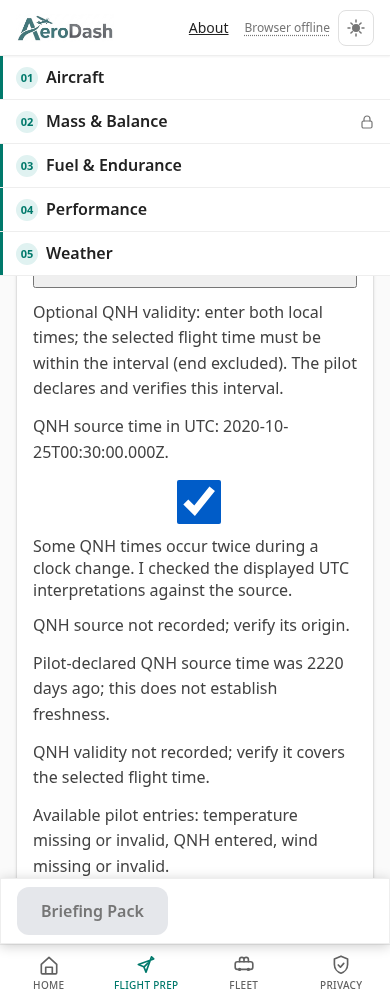 AeroDash
About
Browser offline
01 Aircraft
02 Mass & Balance
03 Fuel & Endurance
04 Performance
05 Weather
Optional QNH validity: enter both local
times; the selected flight time must be
within the interval (end excluded). The pilot
declares and verifies this interval.
QNH source time in UTC: 2020-10-
25T00:30:00.000Z.
Some QNH times occur twice during a
clock change. I checked the displayed UTC
interpretations against the source.
QNH source not recorded; verify its origin.
Pilot-declared QNH source time was 2220
days ago; this does not establish
freshness.
QNH validity not recorded; verify it covers
the selected flight time.
Available pilot entries: temperature
missing or invalid, QNH entered, wind
missing or invalid.
Briefing Pack
HOME
FLIGHT PREP
FLEET
PRIVACY